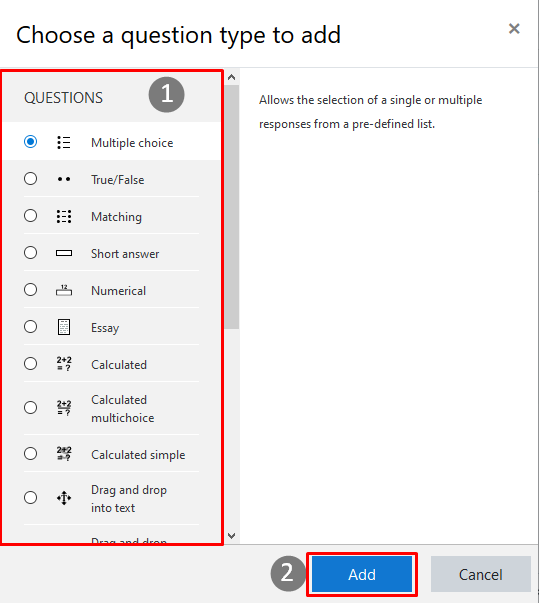 Choose a question type to add
×
QUESTIONS
1
Multiple choice
True/False
Matching
Short answer
12
Numerical
Essay
2+2
= ?
Calculated
2+2
= ?
Calculated
multichoice
2+2
= ?
Calculated simple
Drag and drop
into text
Drag and drop
Allows the selection of a single or multiple
responses from a pre-defined list.
2
Add
Cancel